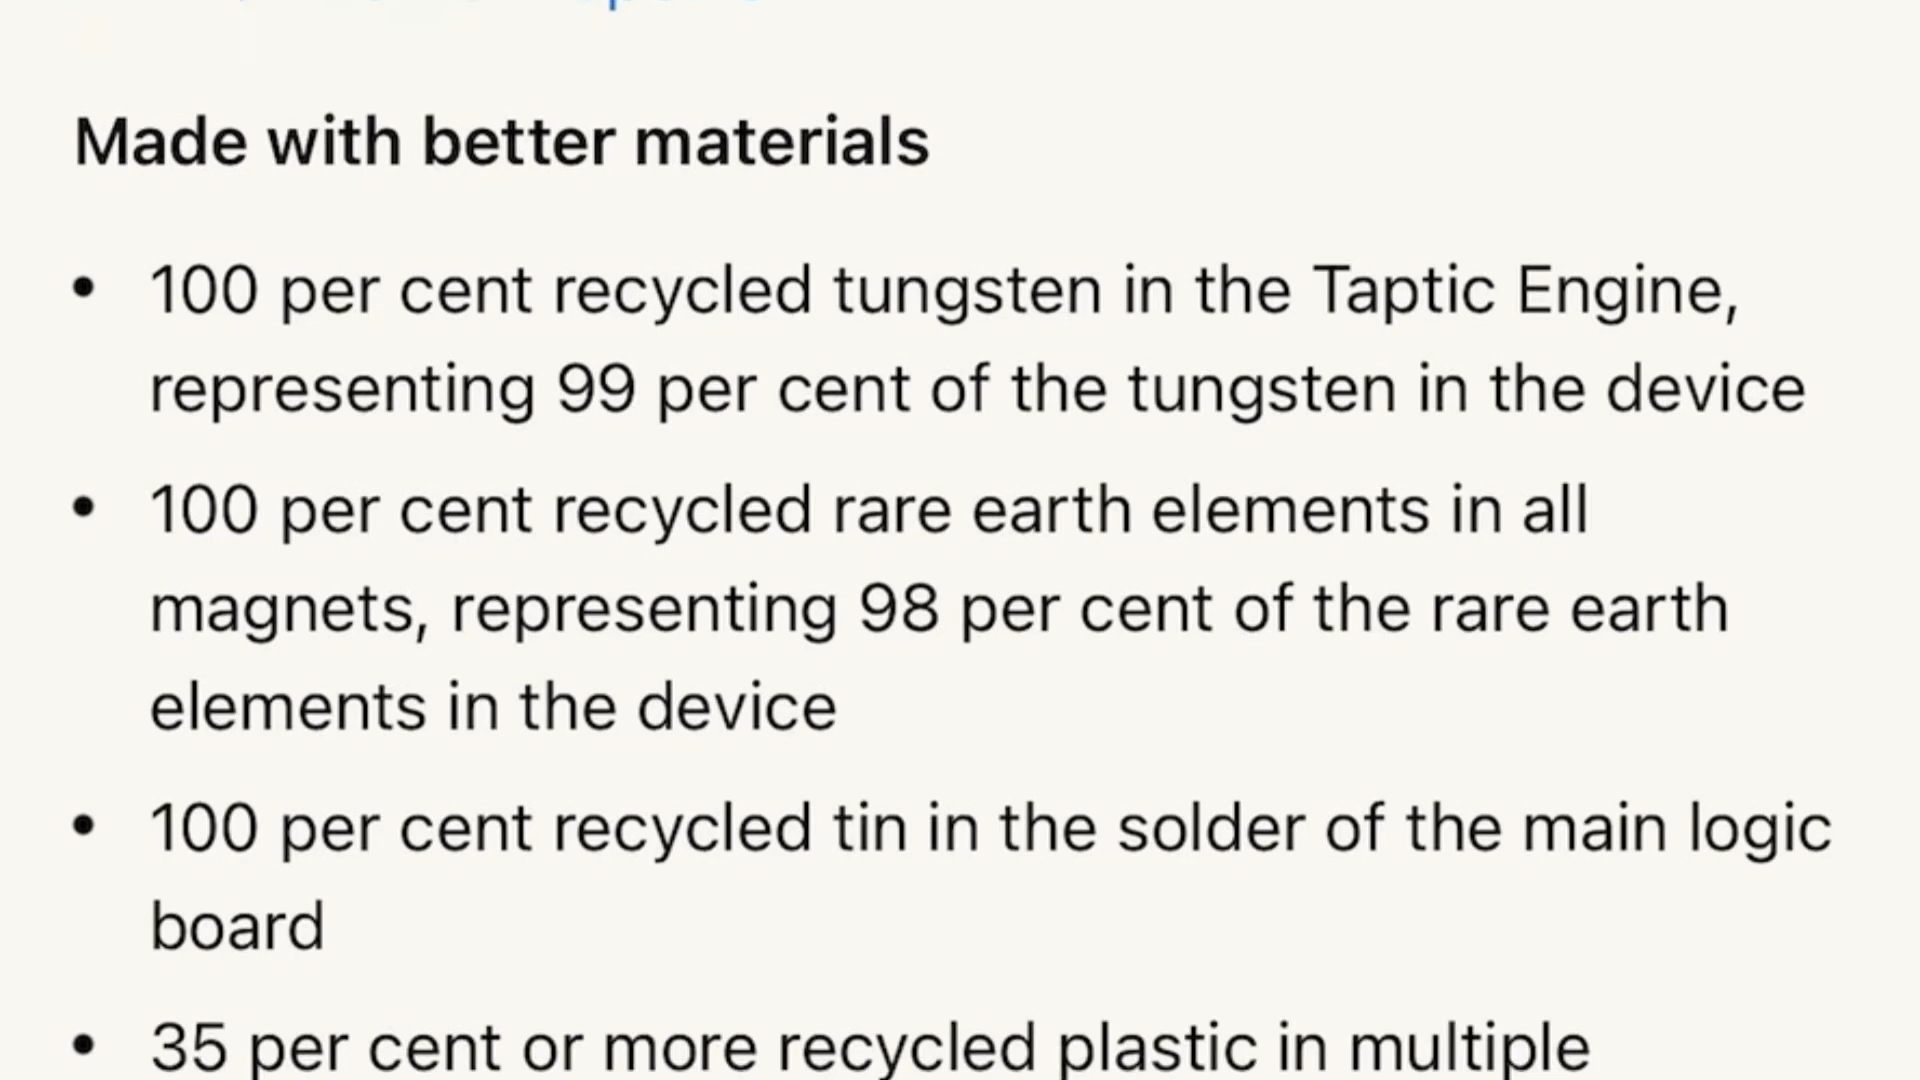 Made with better materials
• 100 per cent recycled tungsten in the Taptic Engine,
representing 99 per cent of the tungsten in the device
• 100 per cent recycled rare earth elements in all
magnets, representing 98 per cent of the rare earth
elements in the device
• 100 per cent recycled tin in the solder of the main logic
board
• 35 per cent or more recycled plastic in multiple